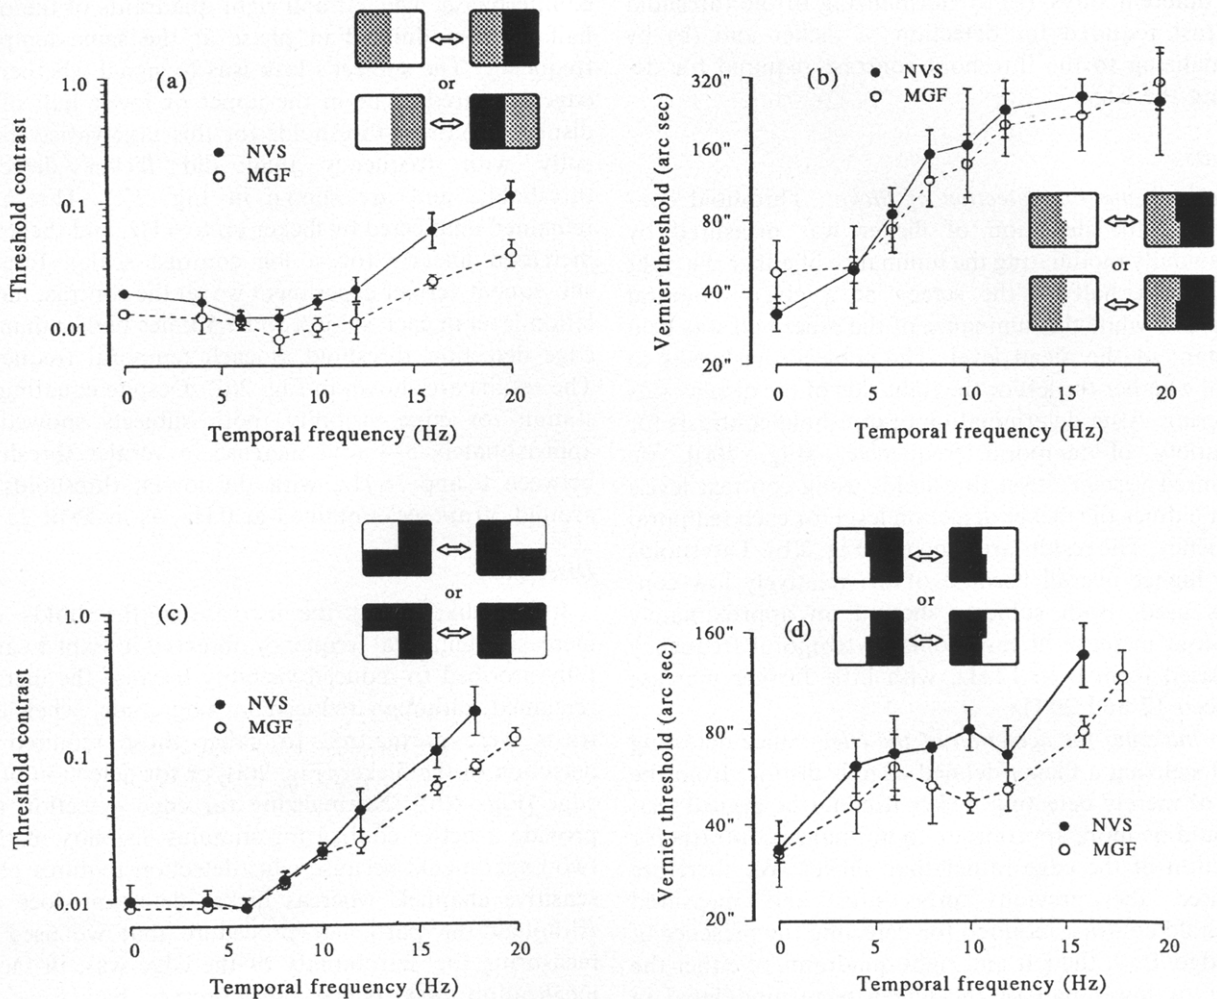 (a)
or
NVS
MGF
1.0
0.1
0.01
Threshold contrast
0
5
10
15
20
Temporal frequency (Hz)
(b)
NVS
MGF
320"
160"
80"
40"
20"
Vernier threshold (arc sec)
or
0
5
10
15
20
Temporal frequency (Hz)
(c)
or
NVS
MGF
1.0
0.1
0.01
Threshold contrast
0
5
10
15
20
Temporal frequency (Hz)
(d)
or
160"
80"
40"
20"
Vernier threshold (arc sec)
NVS
MGF
0
5
10
15
20
Temporal frequency (Hz)